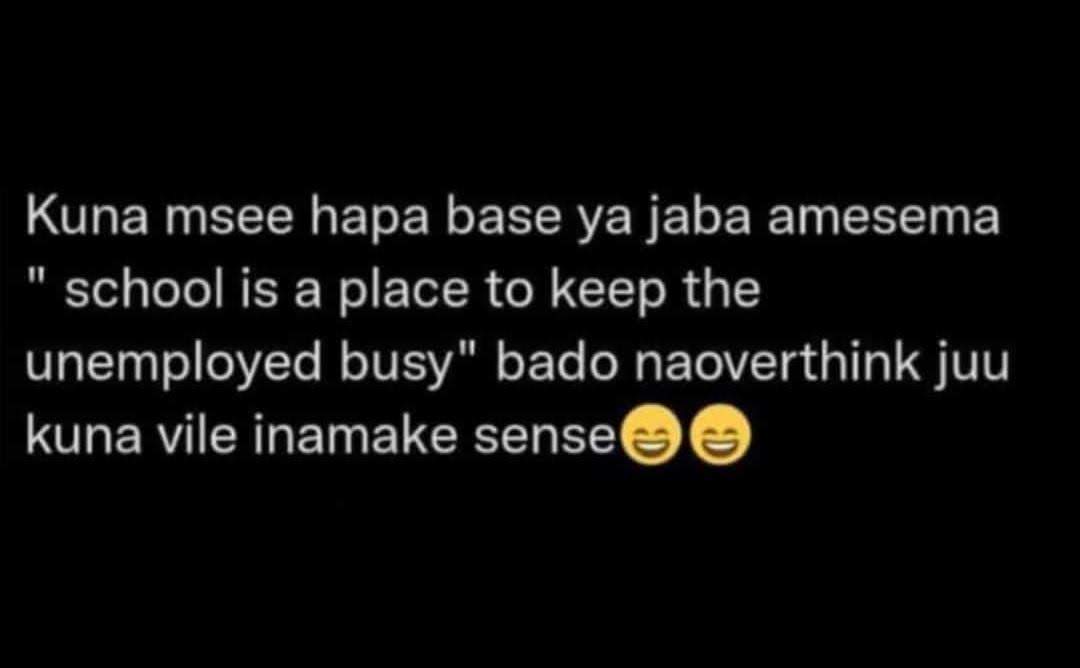 Kuna msee hapa base ya jaba amesema
" school is a place to keep the
unemployed busy" bado naoverthink juu
kuna vile inamake sense😄😄